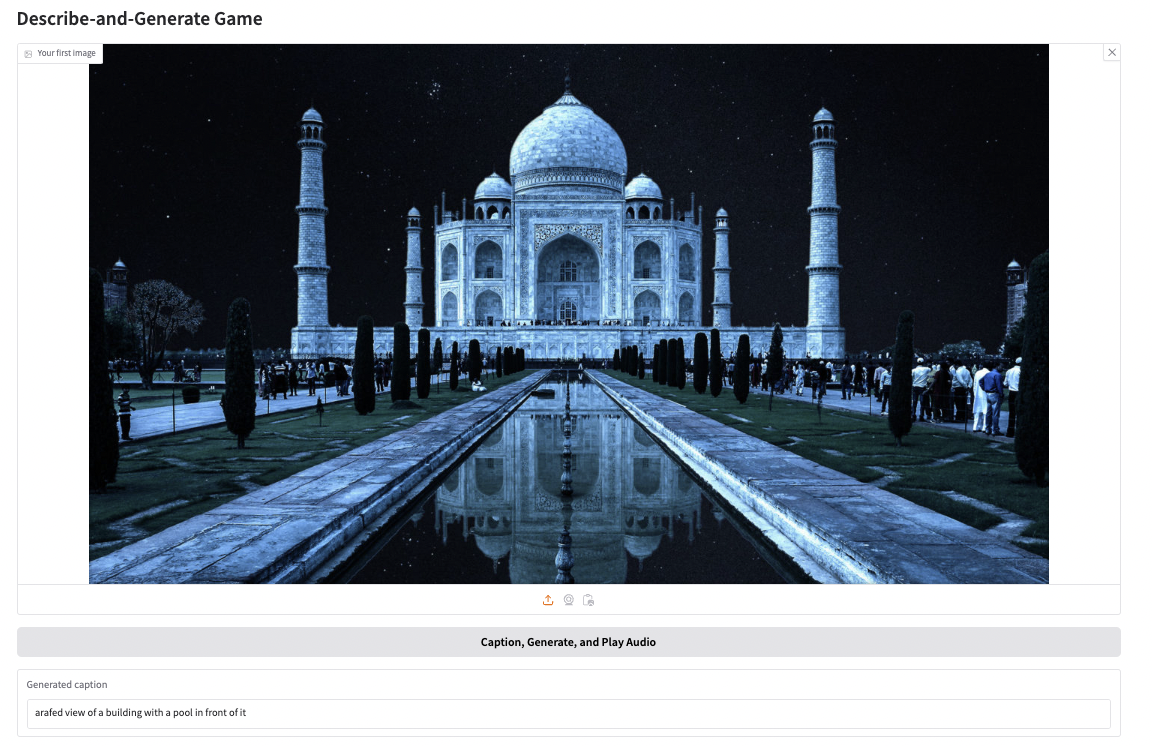 Describe-and-Generate Game
Your first image
Caption, Generate, and Play Audio
Generated caption
arafed view of a building with a pool in front of it